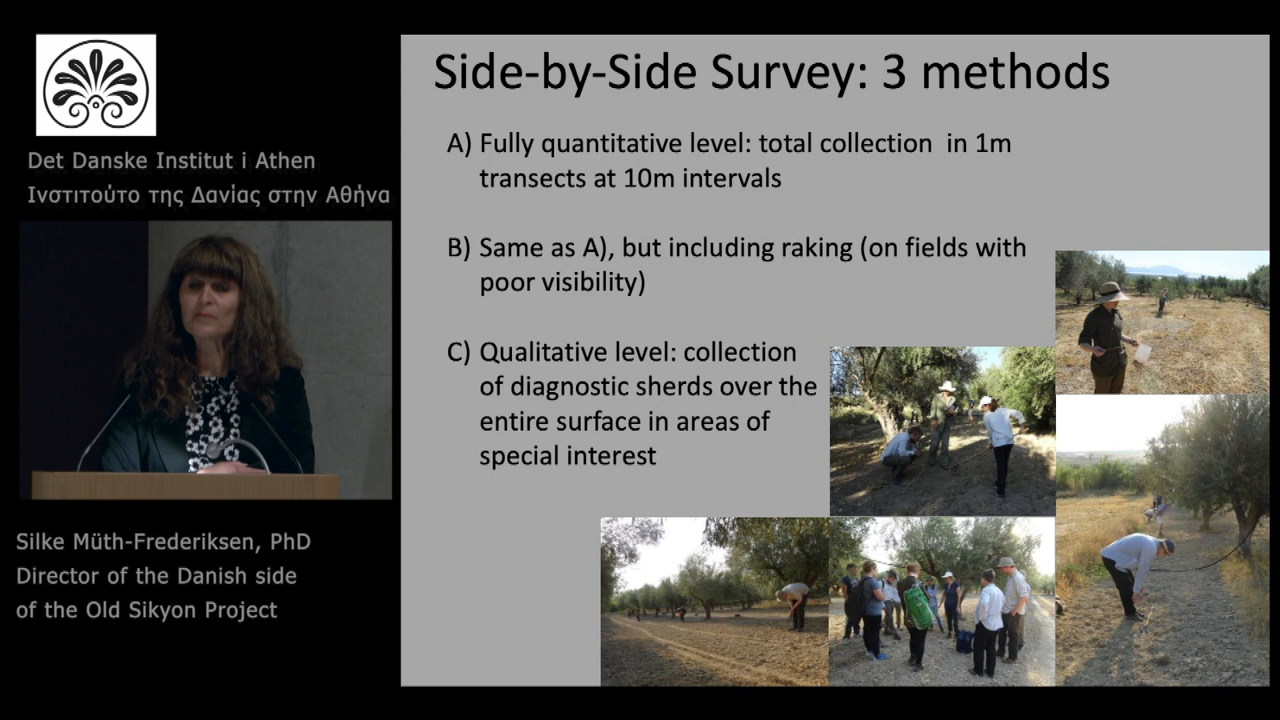 Det Danske Institut i Athen
Ινστιτούτο της Δανίας στην Αθήνα
Silke Müth-Frederiksen, PhD
Director of the Danish side
of the Old Sikyon Project
Side-by-Side Survey: 3 methods
A) Fully quantitative level: total collection in 1m
transects at 10m intervals
B) Same as A), but including raking (on fields with
poor visibility)
C) Qualitative level: collection
of diagnostic sherds over the
entire surface in areas of
special interest